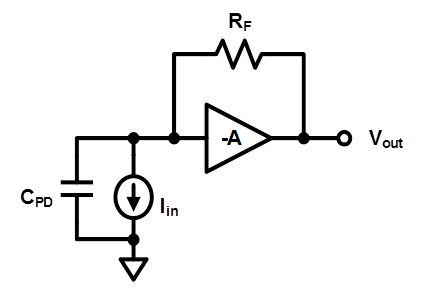 R_F
-A
V_out
C_PD
I_in